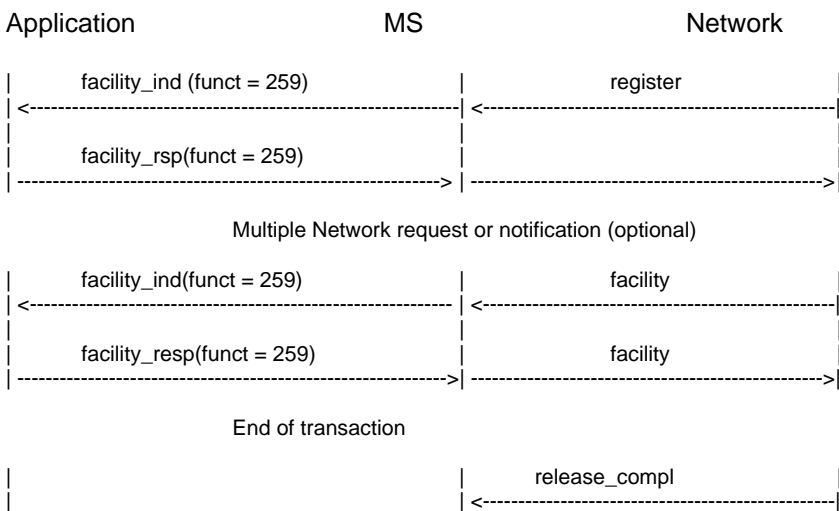 Application MS Network
| facility_ind (funct = 259) | register |
| <-------------------------------------------------------------| <--------------------------------------------------|
| | |
| facility_rsp(funct = 259) | |
| ------------------------------------------------------------> | -------------------------------------------------->|
Multiple Network request or notification (optional)
| facility_ind(funct = 259) | facility |
| <------------------------------------------------------------ | <--------------------------------------------------|
| | |
| facility_resp(funct = 259) | facility |
| ------------------------------------------------------------->| -------------------------------------------------->|
End of transaction
| | release_compl |
| | <--------------------------------------------------|